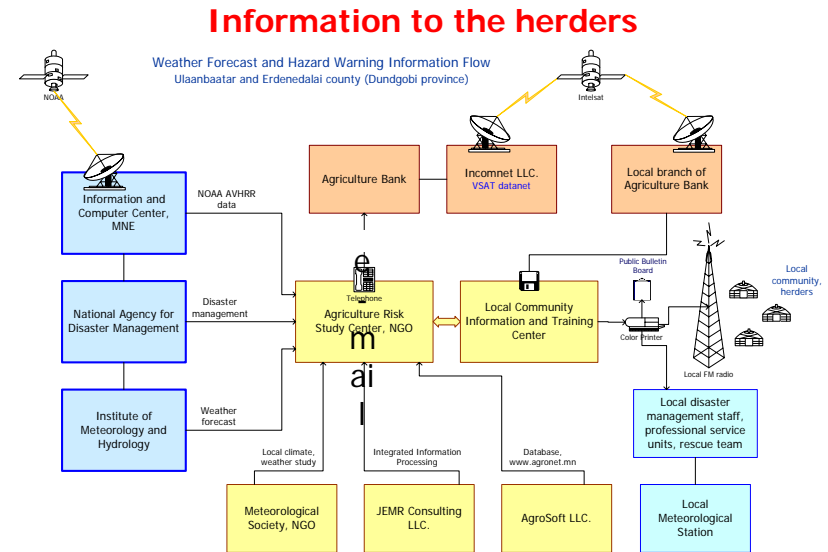 Information to the herders
Weather Forecast and Hazard Warning Information Flow
Ulaanbaatar and Erdenedalai county (Dundgobi province)
NOAA
Intelsat
Information and
Computer Center,
MNE
NOAA AVHRR
data
Agriculture Bank
Incomnet LLC.
VSAT datanet
Local branch of
Agriculture Bank
National Agency for
Disaster Management
Disaster
management
e
m
ai
l
Telephone
Agriculture Risk
Study Center, NGO
Local Community
Information and Training
Center
Public Bulletin
Board
Color Printer
Local FM radio
Local
community,
herders
Institute of
Meteorology and
Hydrology
Weather
forecast
Local disaster
management staff,
professional service
units, rescue team
Local climate,
weather study
Integrated Information
Processing
Database,
www.agronet.mn
Meteorological
Society, NGO
JEMR Consulting
LLC.
AgroSoft LLC.
Local
Meteorological
Station